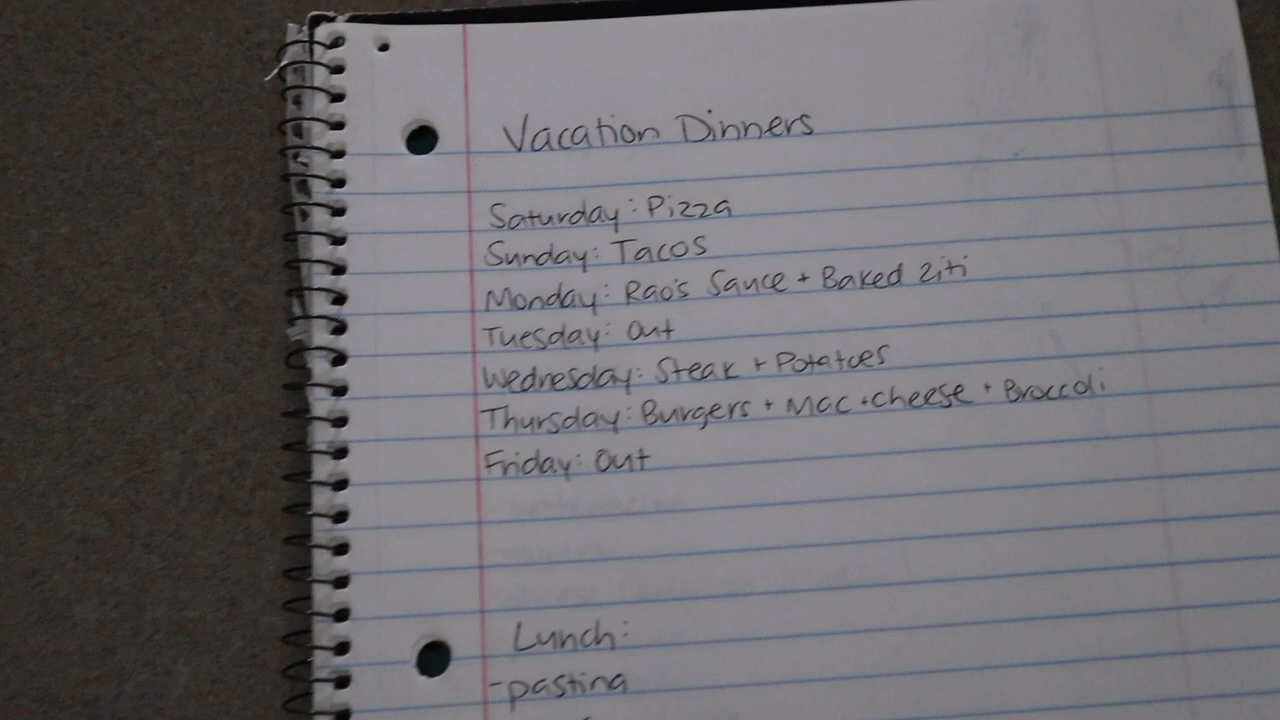 Vacation Dinners
Saturday: Pizza
Sunday: Tacos
Monday: Rao's Sauce + Baked Ziti
Tuesday: Out
Wednesday: Steak + Potatoes
Thursday: Burgers + Mac + cheese + Broccoli
Friday: Out
Lunch:
-pastina